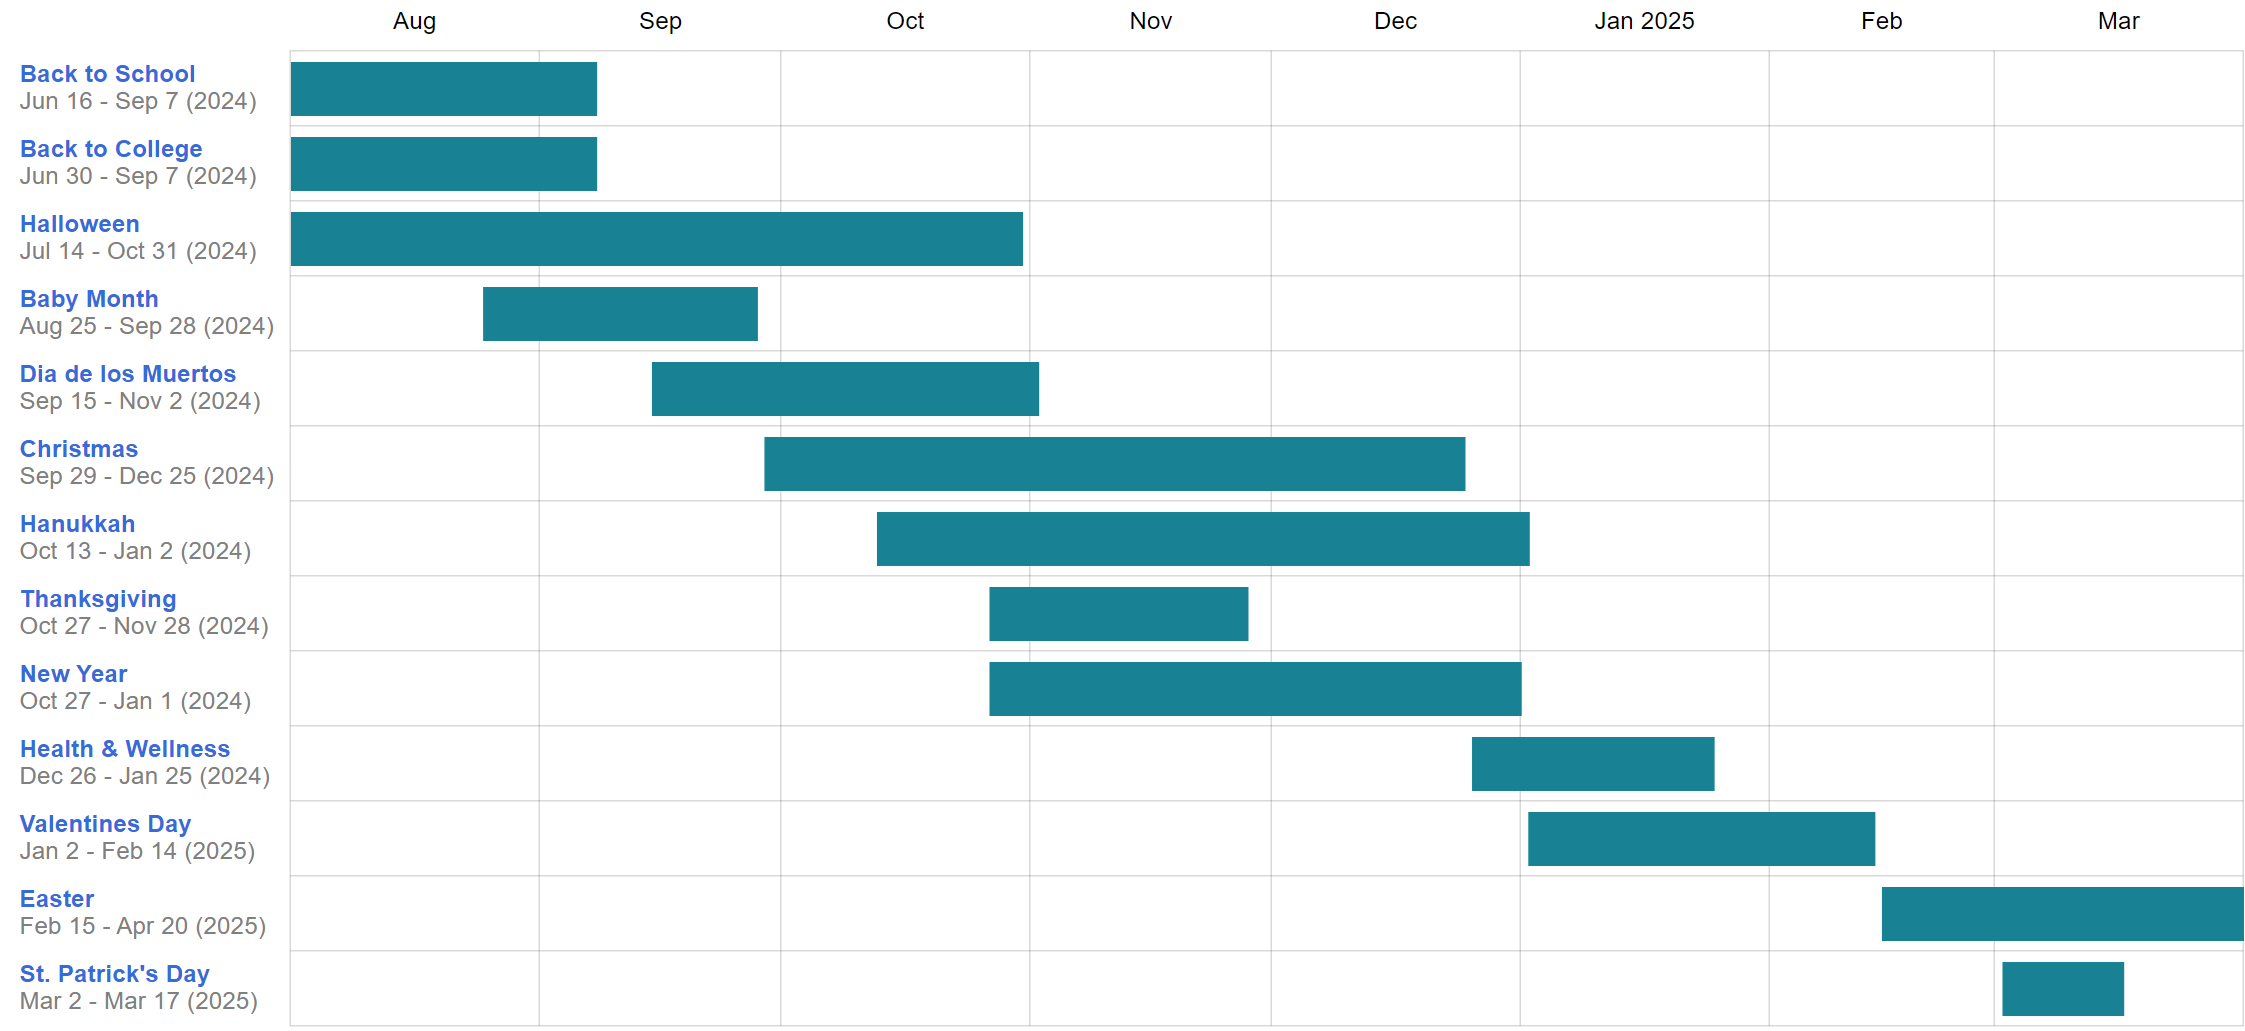 Aug Sep Oct Nov Dec Jan 2025 Feb Mar
Back to School
Jun 16 - Sep 7 (2024)
Back to College
Jun 30 - Sep 7 (2024)
Halloween
Jul 14 - Oct 31 (2024)
Baby Month
Aug 25 - Sep 28 (2024)
Dia de los Muertos
Sep 15 - Nov 2 (2024)
Christmas
Sep 29 - Dec 25 (2024)
Hanukkah
Oct 13 - Jan 2 (2024)
Thanksgiving
Oct 27 - Nov 28 (2024)
New Year
Oct 27 - Jan 1 (2024)
Health & Wellness
Dec 26 - Jan 25 (2024)
Valentines Day
Jan 2 - Feb 14 (2025)
Easter
Feb 15 - Apr 20 (2025)
St. Patrick's Day
Mar 2 - Mar 17 (2025)